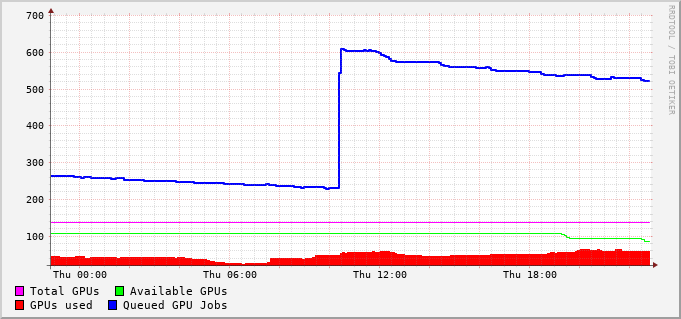 700
600
500
400
300
200
100
Thu 00:00 Thu 06:00 Thu 12:00 Thu 18:00
Total GPUs Available GPUs
GPUs used Queued GPU Jobs
RRDTOOL / TOBI OETIKER